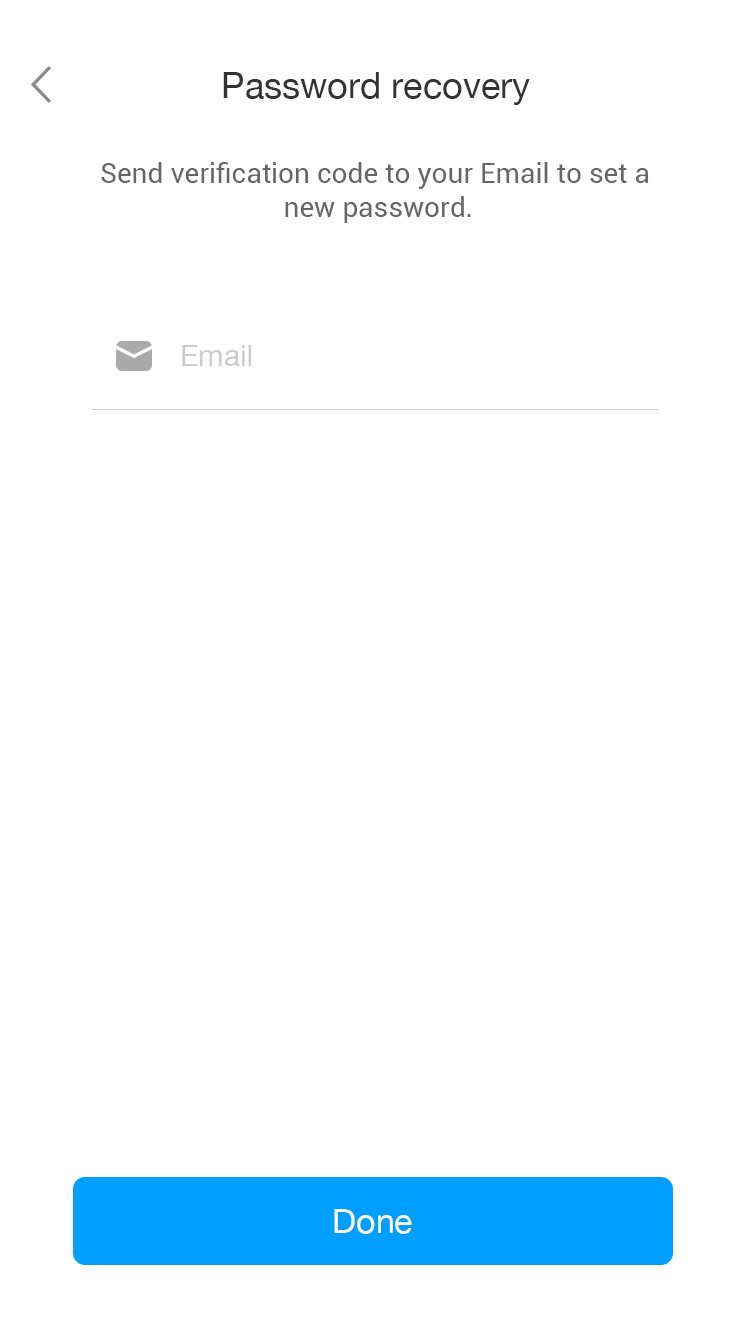 Password recovery
Send verification code to your Email to set a
new password.
Email
Done